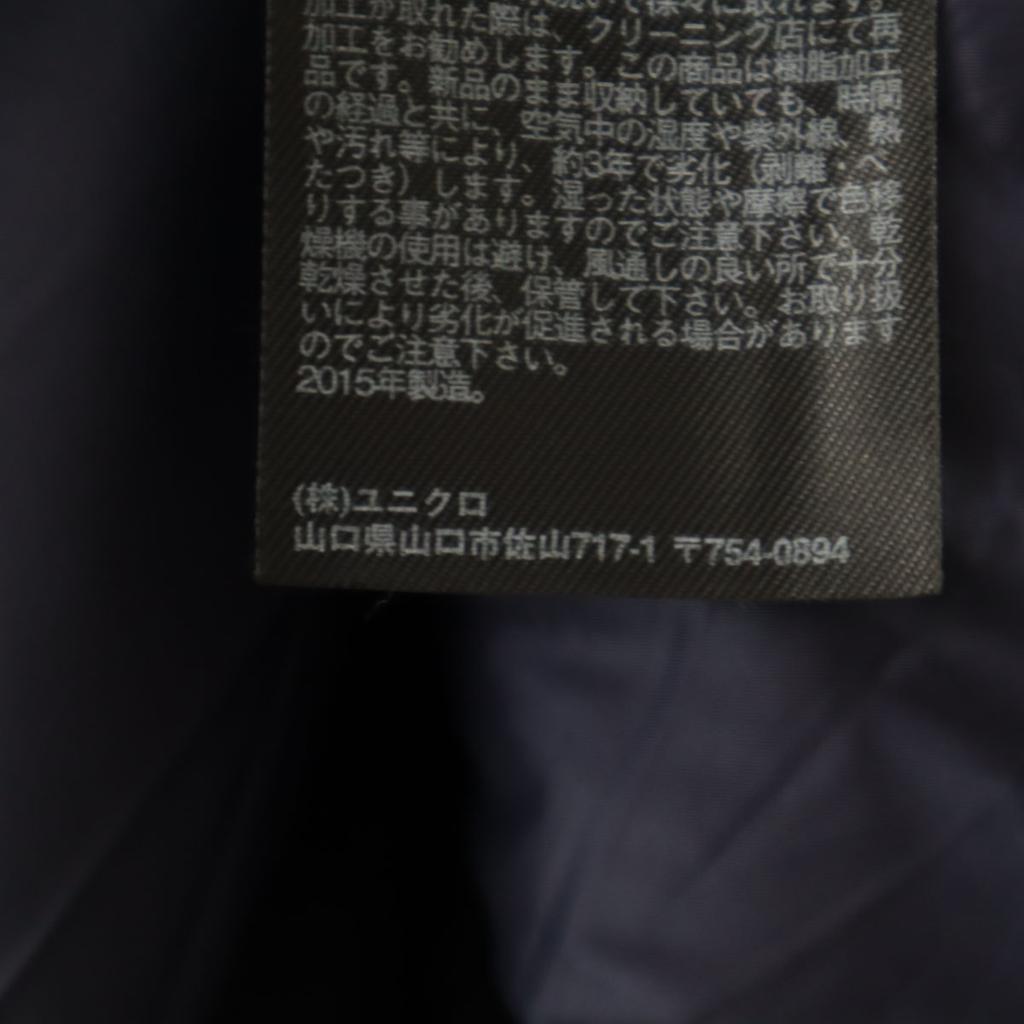 加工が取れた際は、クリーニング店にて再
加工をお勧めします。この商品は樹脂加工
品です。新品のまま収納していても、時間
の経過と共に、空気中の湿度や紫外線、熱
や汚れ等により、約3年で劣化（剥離・べ
たつき）します。湿った状態や摩擦で色移
りする事がありますのでご注意下さい。乾
燥機の使用は避け、風通しの良い所で十分
乾燥させた後、保管して下さい。お取り扱
いにより劣化が促進される場合があります
のでご注意下さい。
2015年製造。
(株)ユニクロ
山口県山口市佐山717-1 〒754-0894